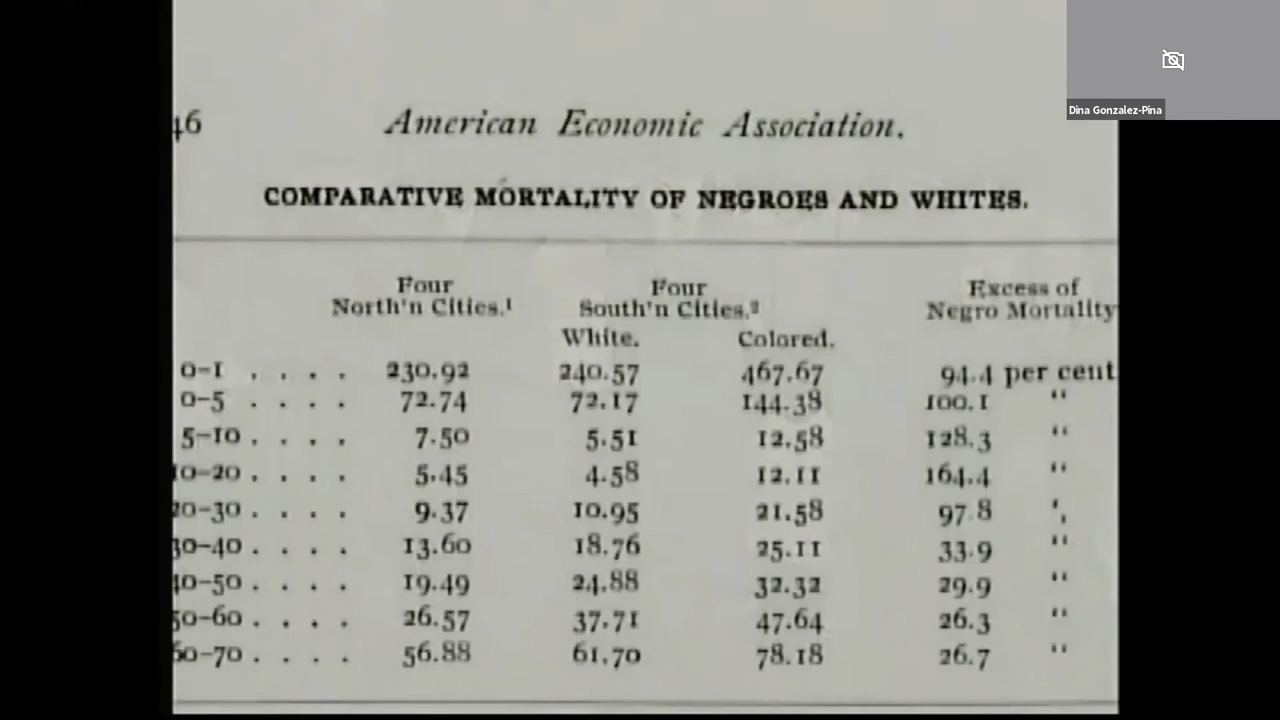 Dina Gonzalez-Pina
46 American Economic Association.
COMPARATIVE MORTALITY OF NEGROES AND WHITES.
Four Four Excess of
North'n Cities.¹ South'n Cities.² Negro Mortality
White. Colored.
0-1 . . . . 230.92 240.57 467.67 94.4 per cent
0-5 . . . . 72.74 72.17 144.38 100.1 "
5-10 . . . . 7.50 5.51 12.58 128.3 "
10-20 . . . . 5.45 4.58 12.11 164.4 "
20-30 . . . . 9.37 10.95 21.58 97.8 "
30-40 . . . . 13.60 18.76 25.11 33.9 "
40-50 . . . . 19.49 24.88 32.32 29.9 "
50-60 . . . . 26.57 37.71 47.64 26.3 "
60-70 . . . . 56.88 61.70 78.18 26.7 "